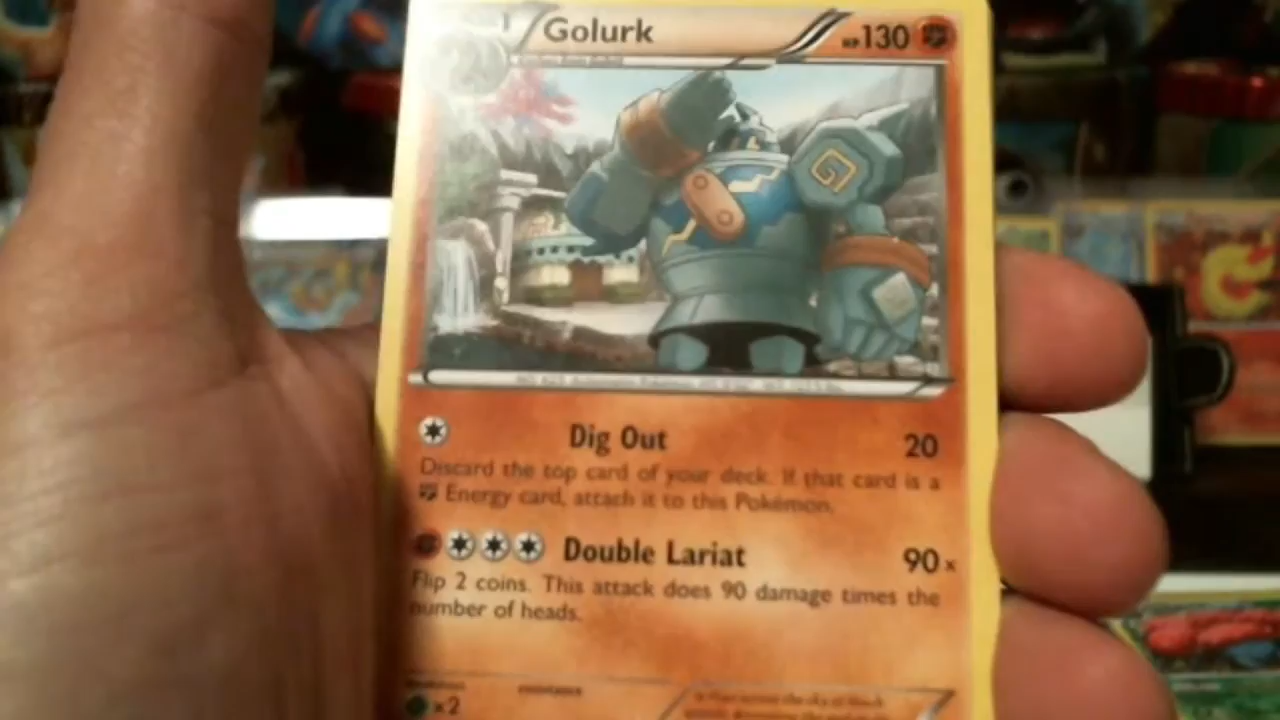 Golurk
HP 130
Dig Out 20
Discard the top card of your deck. If that card is a
Energy card, attach it to this Pokémon.
Double Lariat 90×
Flip 2 coins. This attack does 90 damage times the
number of heads.
×2